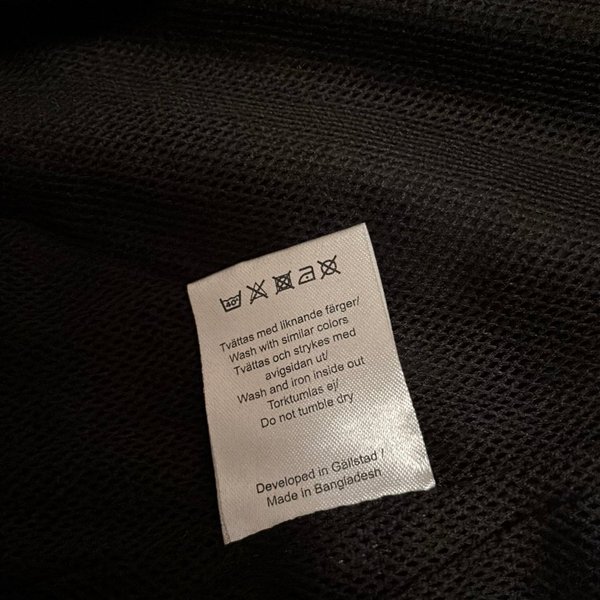 40°
Tvättas med liknande färger/
Wash with similar colors
Tvättas och strykes med
avigsidan ut/
Wash and iron inside out
Torktumlas ej/
Do not tumble dry
Developed in Gällstad /
Made in Bangladesh